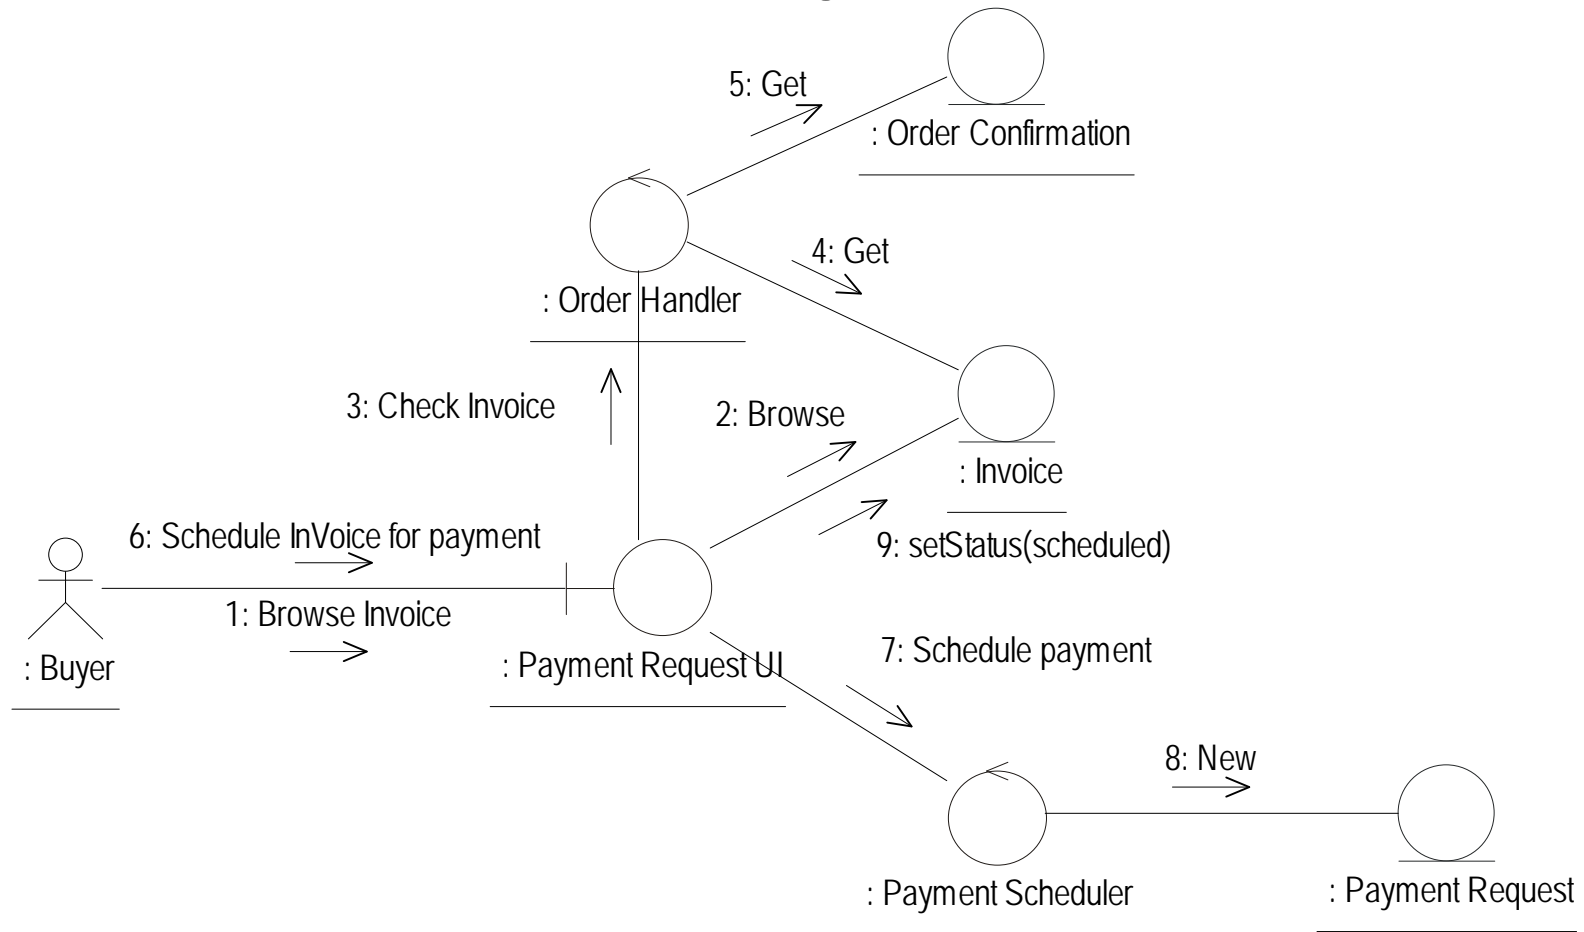 5: Get
: Order Confirmation
4: Get
: Order Handler
3: Check Invoice
2: Browse
: Invoice
6: Schedule InVoice for payment
9: setStatus(scheduled)
1: Browse Invoice
: Buyer
: Payment Request UI
7: Schedule payment
8: New
: Payment Scheduler
: Payment Request